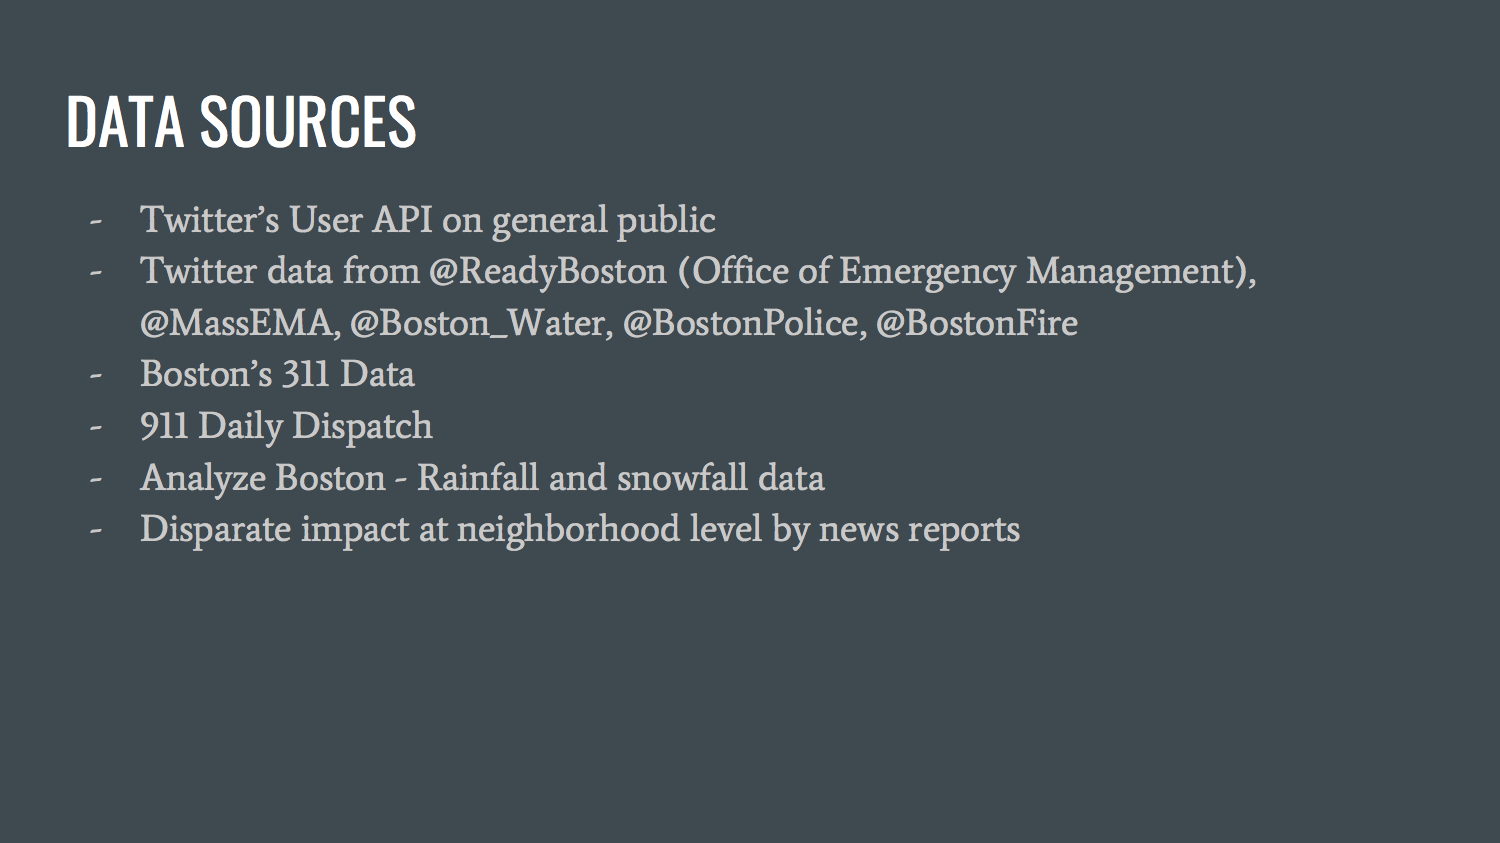 DATA SOURCES
- Twitter’s User API on general public
- Twitter data from @ReadyBoston (Office of Emergency Management),
@MassEMA, @Boston_Water, @BostonPolice, @BostonFire
- Boston’s 311 Data
- 911 Daily Dispatch
- Analyze Boston - Rainfall and snowfall data
- Disparate impact at neighborhood level by news reports